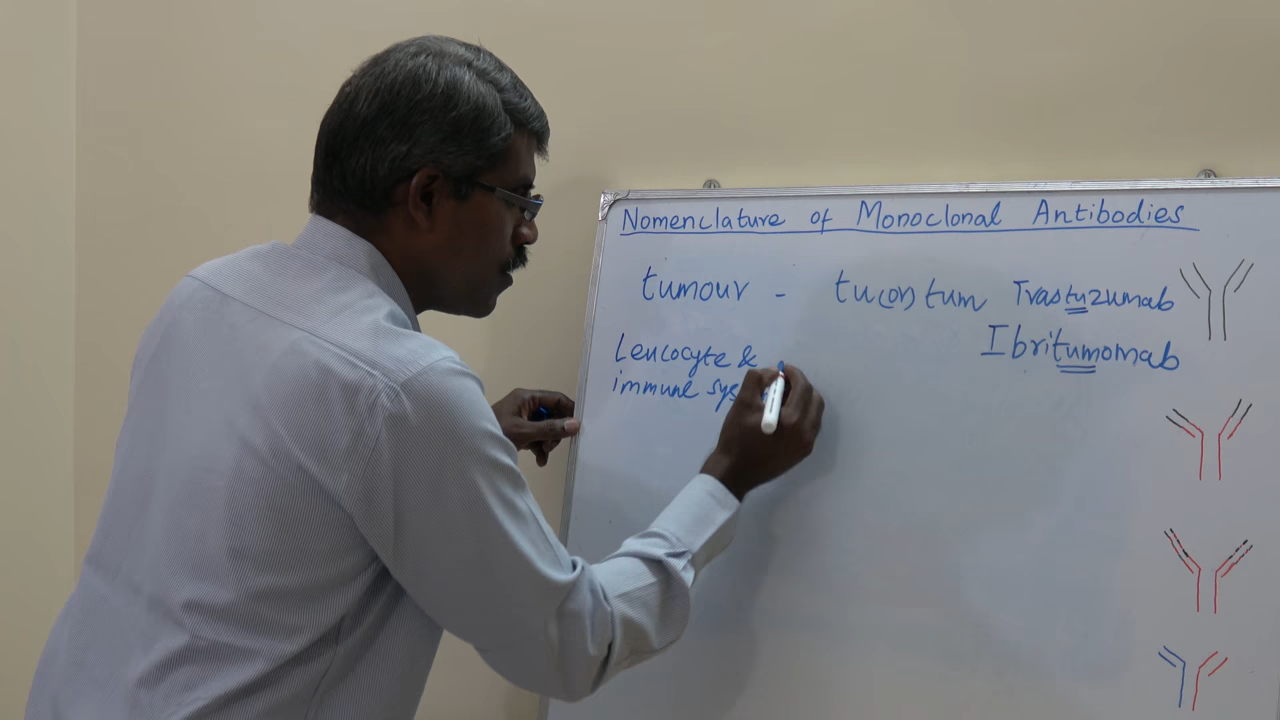 Nomenclature of Monoclonal Antibodies
tumour - tu(or) tum Trastuzumab
Ibritumomab
Leucocyte &
immune